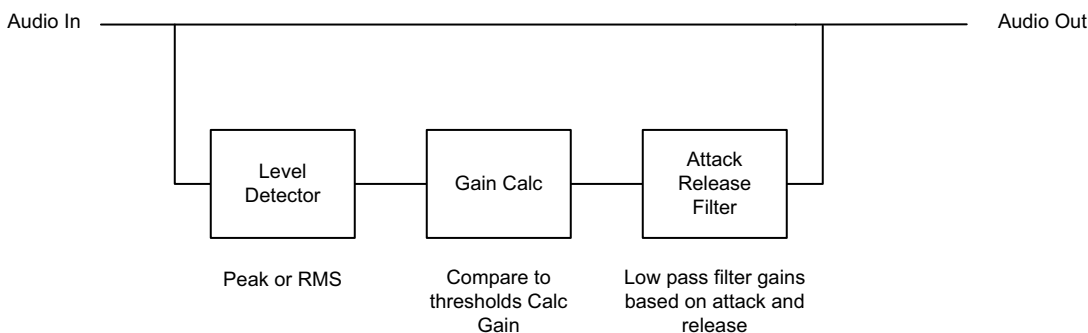 Audio In
Audio Out
Level
Detector
Gain Calc
Attack
Release
Filter
Peak or RMS
Compare to
thresholds Calc
Gain
Low pass filter gains
based on attack and
release